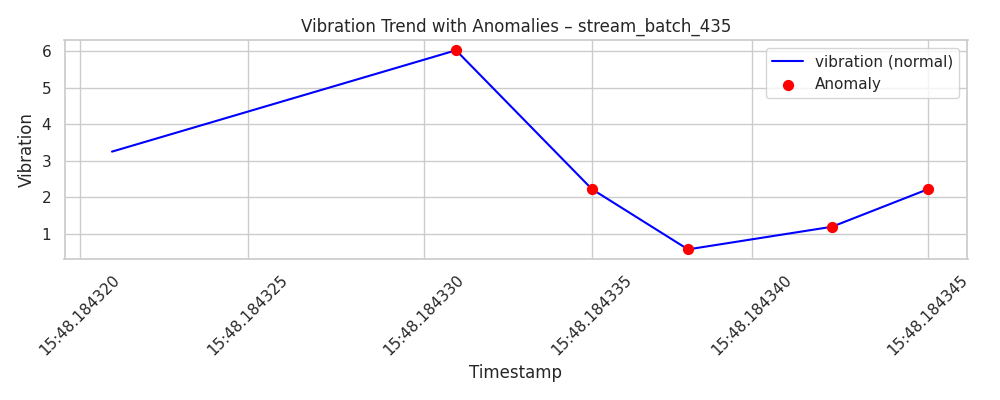 Vibration Trend with Anomalies – stream_batch_435
vibration (normal)
Anomaly
Vibration
6
5
4
3
2
1
15:48.184320
15:48.184325
15:48.184330
15:48.184335
15:48.184340
15:48.184345
Timestamp